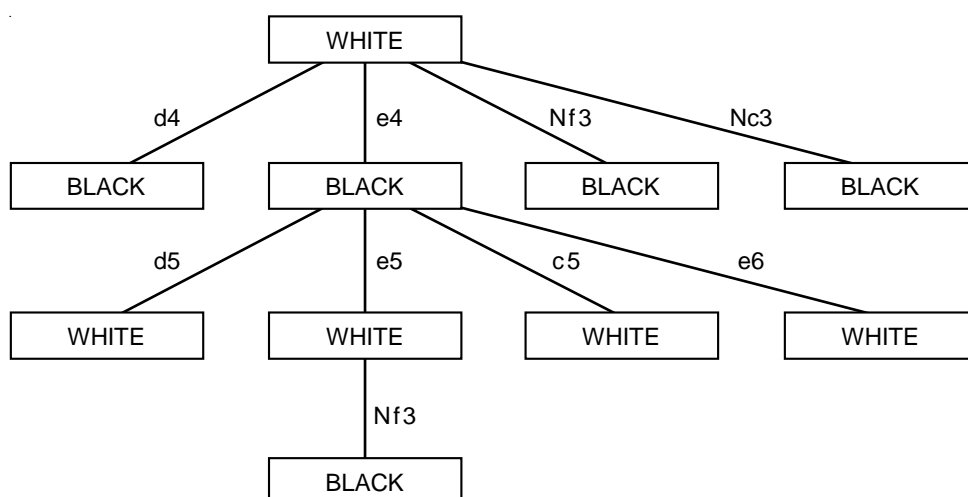 WHITE
d4 e4 Nf3 Nc3
BLACK BLACK BLACK BLACK
d5 e5 c5 e6
WHITE WHITE WHITE WHITE
Nf3
BLACK